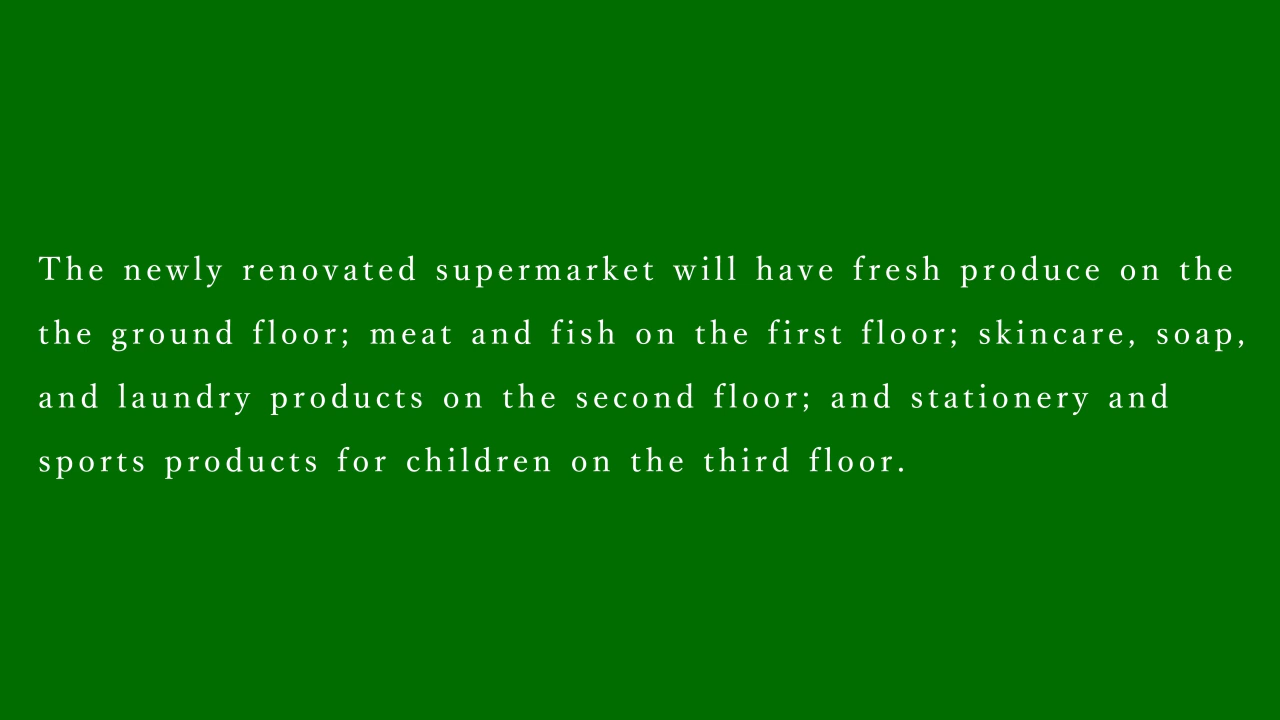 The newly renovated supermarket will have fresh produce on the
the ground floor; meat and fish on the first floor; skincare, soap,
and laundry products on the second floor; and stationery and
sports products for children on the third floor.